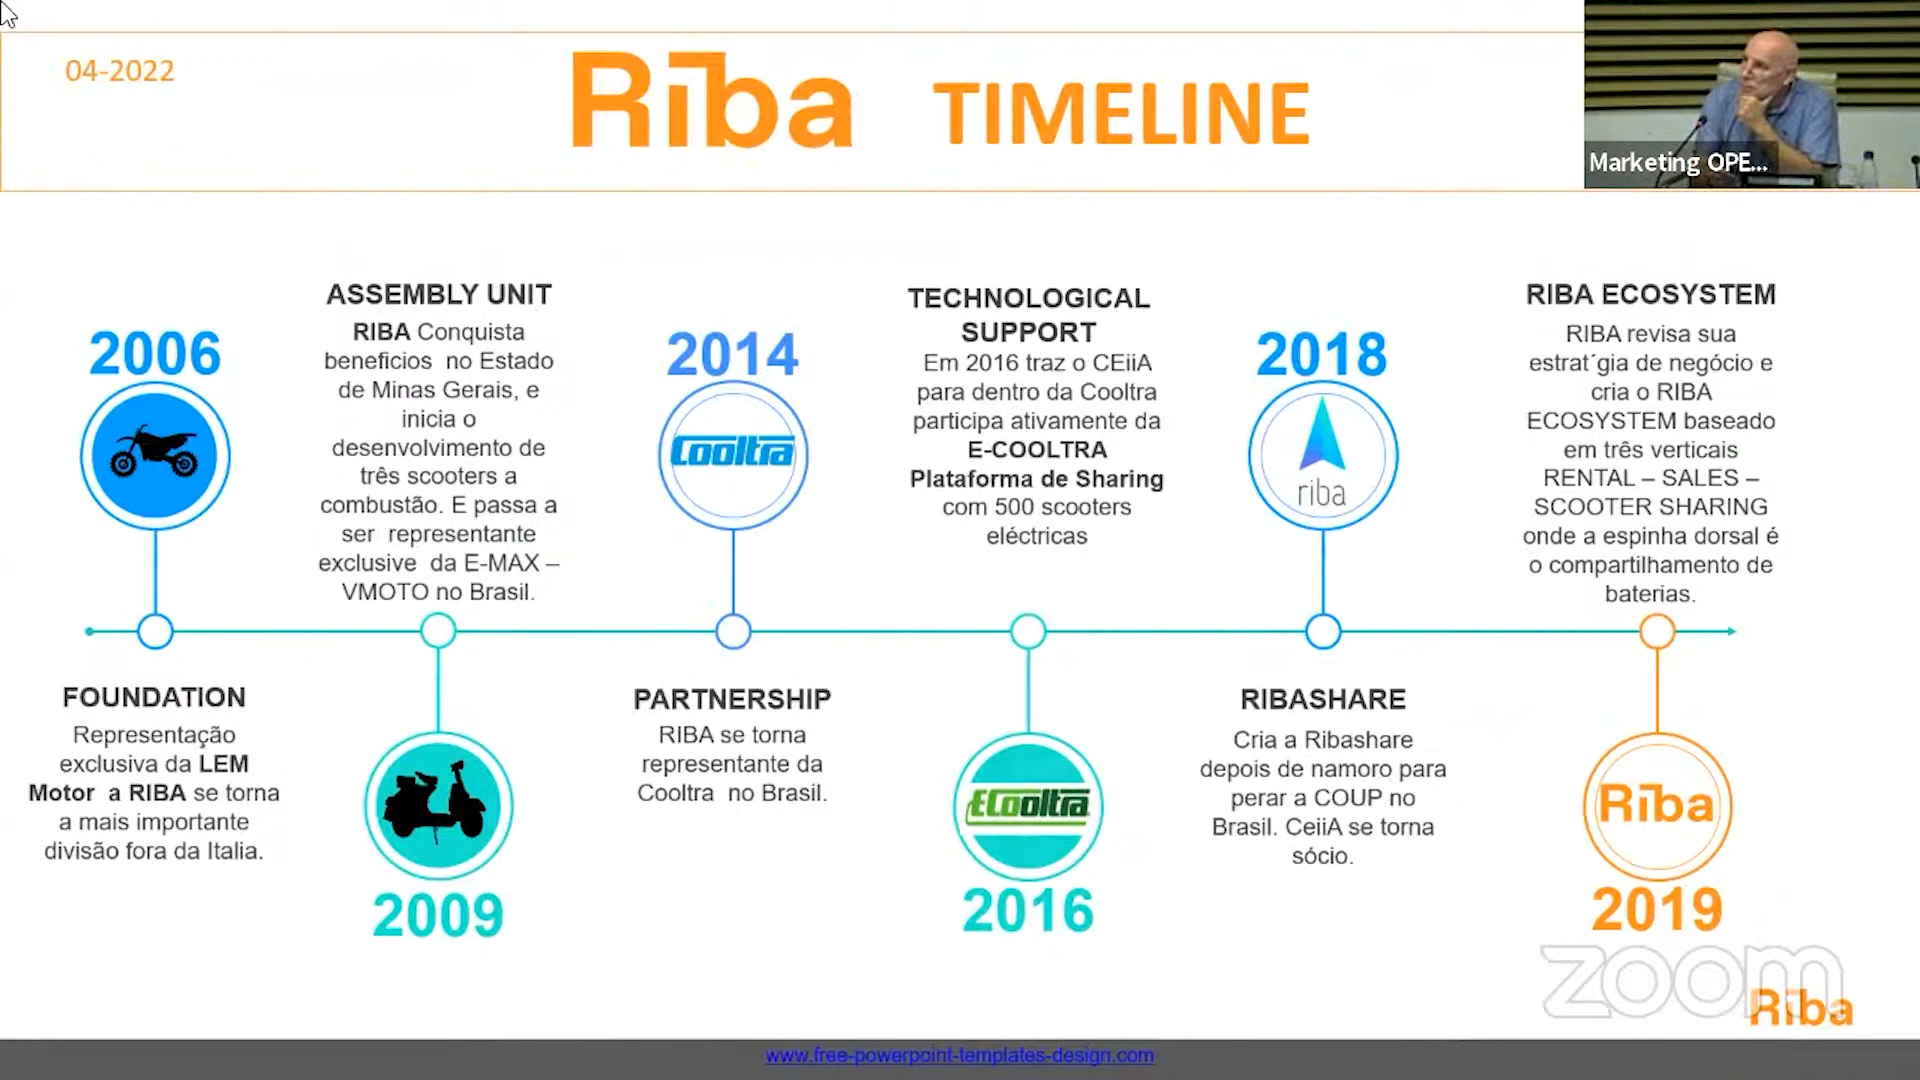 04-2022
Riba TIMELINE
Marketing OPE...
2006
FOUNDATION
Representação
exclusiva da LEM
Motor a RIBA se torna
a mais importante
divisão fora da Italia.
ASSEMBLY UNIT
RIBA Conquista
beneficios no Estado
de Minas Gerais, e
inicia o
desenvolvimento de
três scooters a
combustão. E passa a
ser representante
exclusive da E-MAX –
VMOTO no Brasil.
2009
2014
Cooltra
PARTNERSHIP
RIBA se torna
representante da
Cooltra no Brasil.
TECHNOLOGICAL
SUPPORT
Em 2016 traz o CEiiA
para dentro da Cooltra
participa ativamente da
E-COOLTRA
Plataforma de Sharing
com 500 scooters
eléctricas
eCooltra
2016
2018
riba
RIBASHARE
Cria a Ribashare
depois de namoro para
perar a COUP no
Brasil. CeiiA se torna
sócio.
RIBA ECOSYSTEM
RIBA revisa sua
estrat´gia de negócio e
cria o RIBA
ECOSYSTEM baseado
em três verticais
RENTAL – SALES –
SCOOTER SHARING
onde a espinha dorsal é
o compartilhamento de
baterias.
Riba
2019
zoom
Riba
www.free-powerpoint-templates-design.com